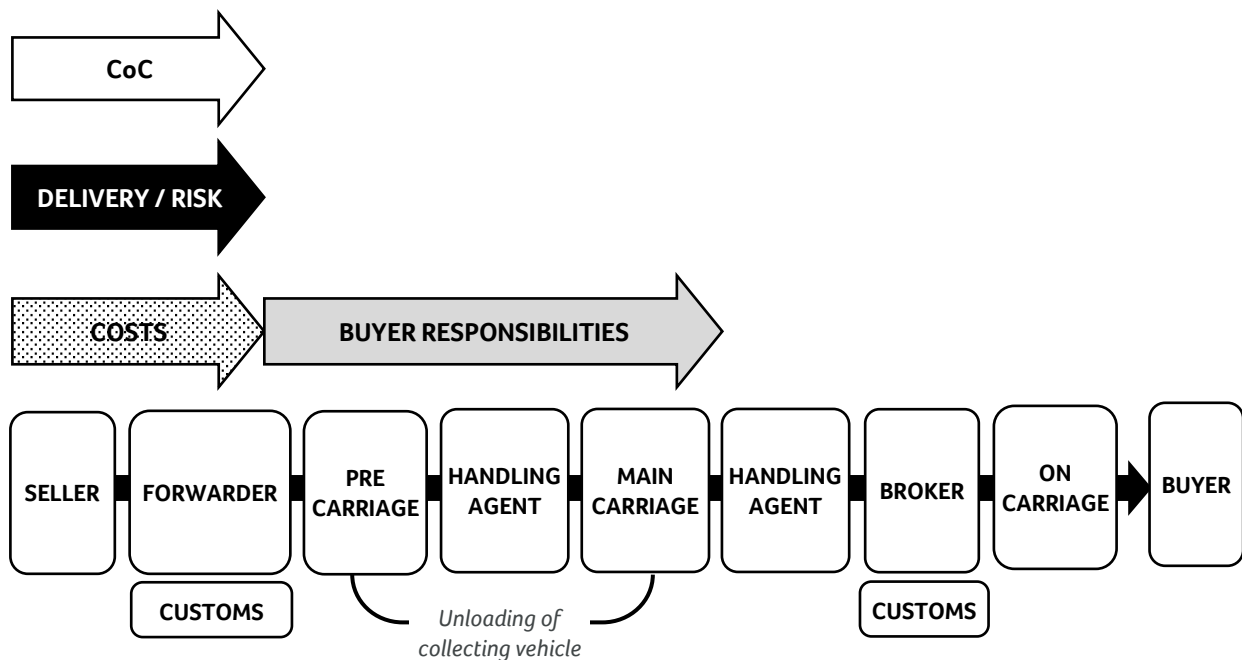 CoC
DELIVERY / RISK
COSTS
BUYER RESPONSIBILITIES
SELLER
FORWARDER
PRE
CARRIAGE
HANDLING
AGENT
MAIN
CARRIAGE
HANDLING
AGENT
BROKER
ON
CARRIAGE
BUYER
CUSTOMS
Unloading of
collecting vehicle
CUSTOMS